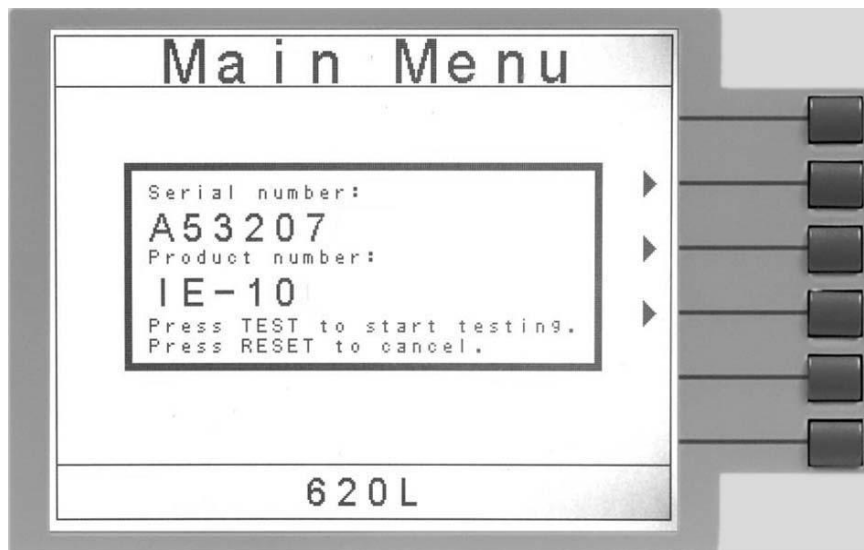 Main Menu
Serial number:
A53207
Product number:
IE-10
Press TEST to start testing.
Press RESET to cancel.
620L